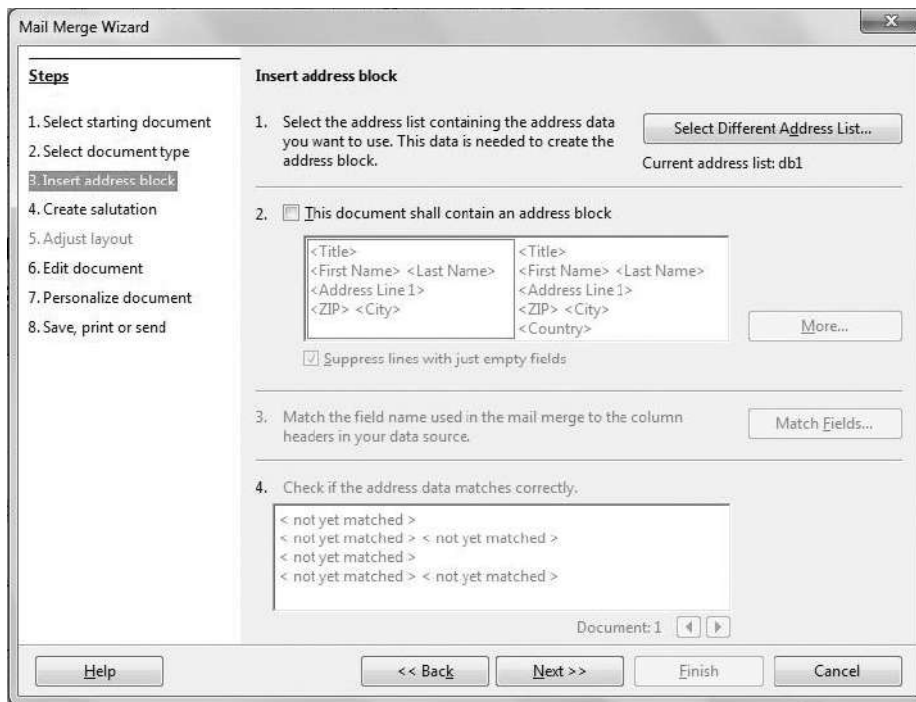 Mail Merge Wizard
Steps
1. Select starting document
2. Select document type
3. Insert address block
4. Create salutation
5. Adjust layout
6. Edit document
7. Personalize document
8. Save, print or send
Insert address block
1. Select the address list containing the address data
you want to use. This data is needed to create the
address block.
Select Different Address List...
Current address list: db1
2. This document shall contain an address block
<Title>
<First Name> <Last Name>
<Address Line 1>
<ZIP> <City>
<Title>
<First Name> <Last Name>
<Address Line 1>
<ZIP> <City>
<Country>
More...
Suppress lines with just empty fields
3. Match the field name used in the mail merge to the column
headers in your data source.
Match Fields...
4. Check if the address data matches correctly.
< not yet matched >
< not yet matched > < not yet matched >
< not yet matched >
< not yet matched > < not yet matched >
Document: 1
Help
<< Back
Next >>
Finish
Cancel